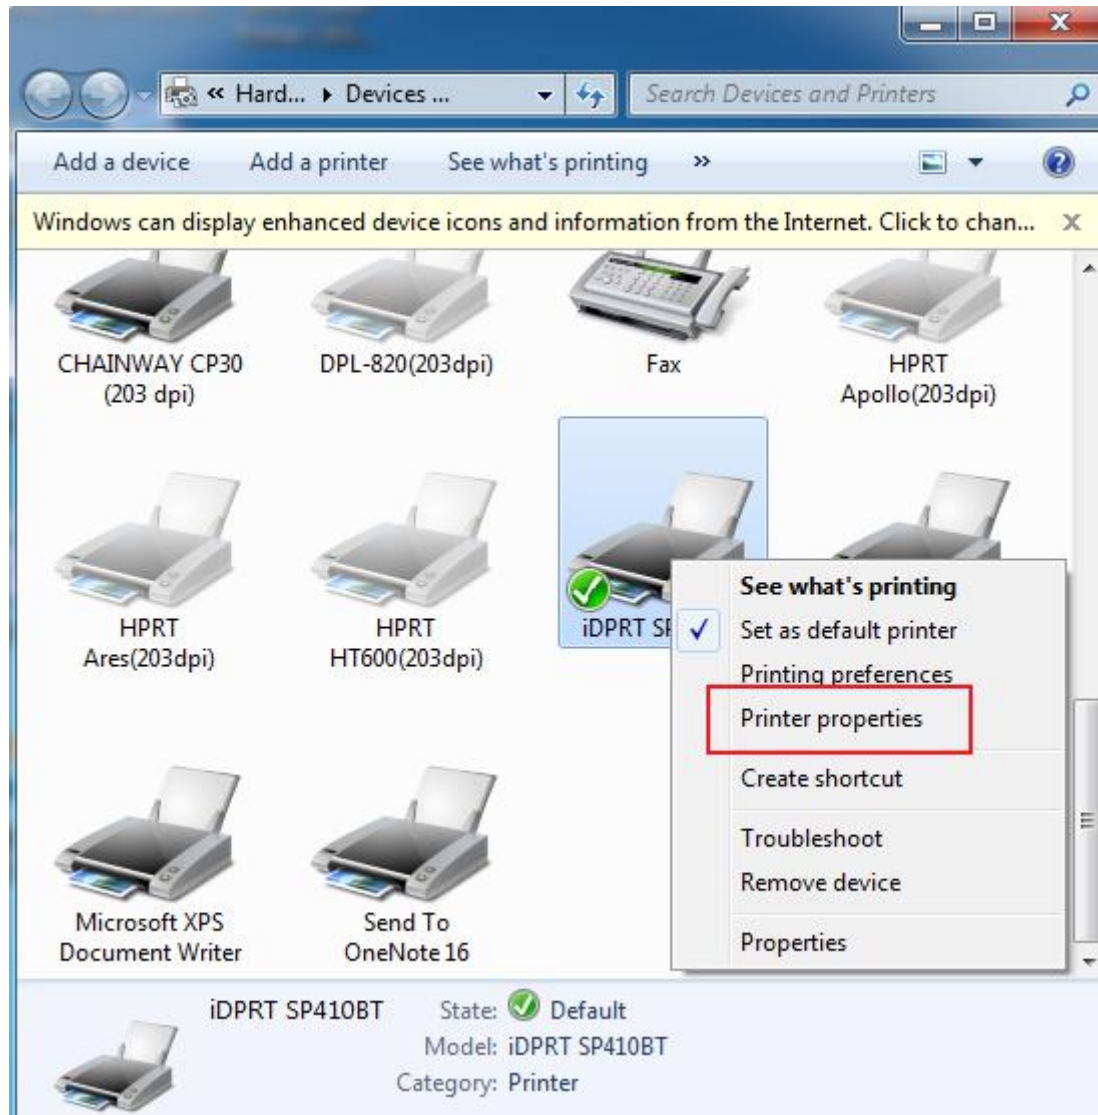 « Hard... ▸ Devices ...
Search Devices and Printers
Add a device Add a printer See what's printing »
Windows can display enhanced device icons and information from the Internet. Click to chan...
CHAINWAY CP30
(203 dpi)
DPL-820(203dpi)
Fax
HPRT
Apollo(203dpi)
HPRT
Ares(203dpi)
HPRT
HT600(203dpi)
iDPRT
See what's printing
Set as default printer
Printing preferences
Printer properties
Create shortcut
Troubleshoot
Remove device
Properties
Microsoft XPS
Document Writer
Send To
OneNote 16
iDPRT SP410BT
State: Default
Model: iDPRT SP410BT
Category: Printer